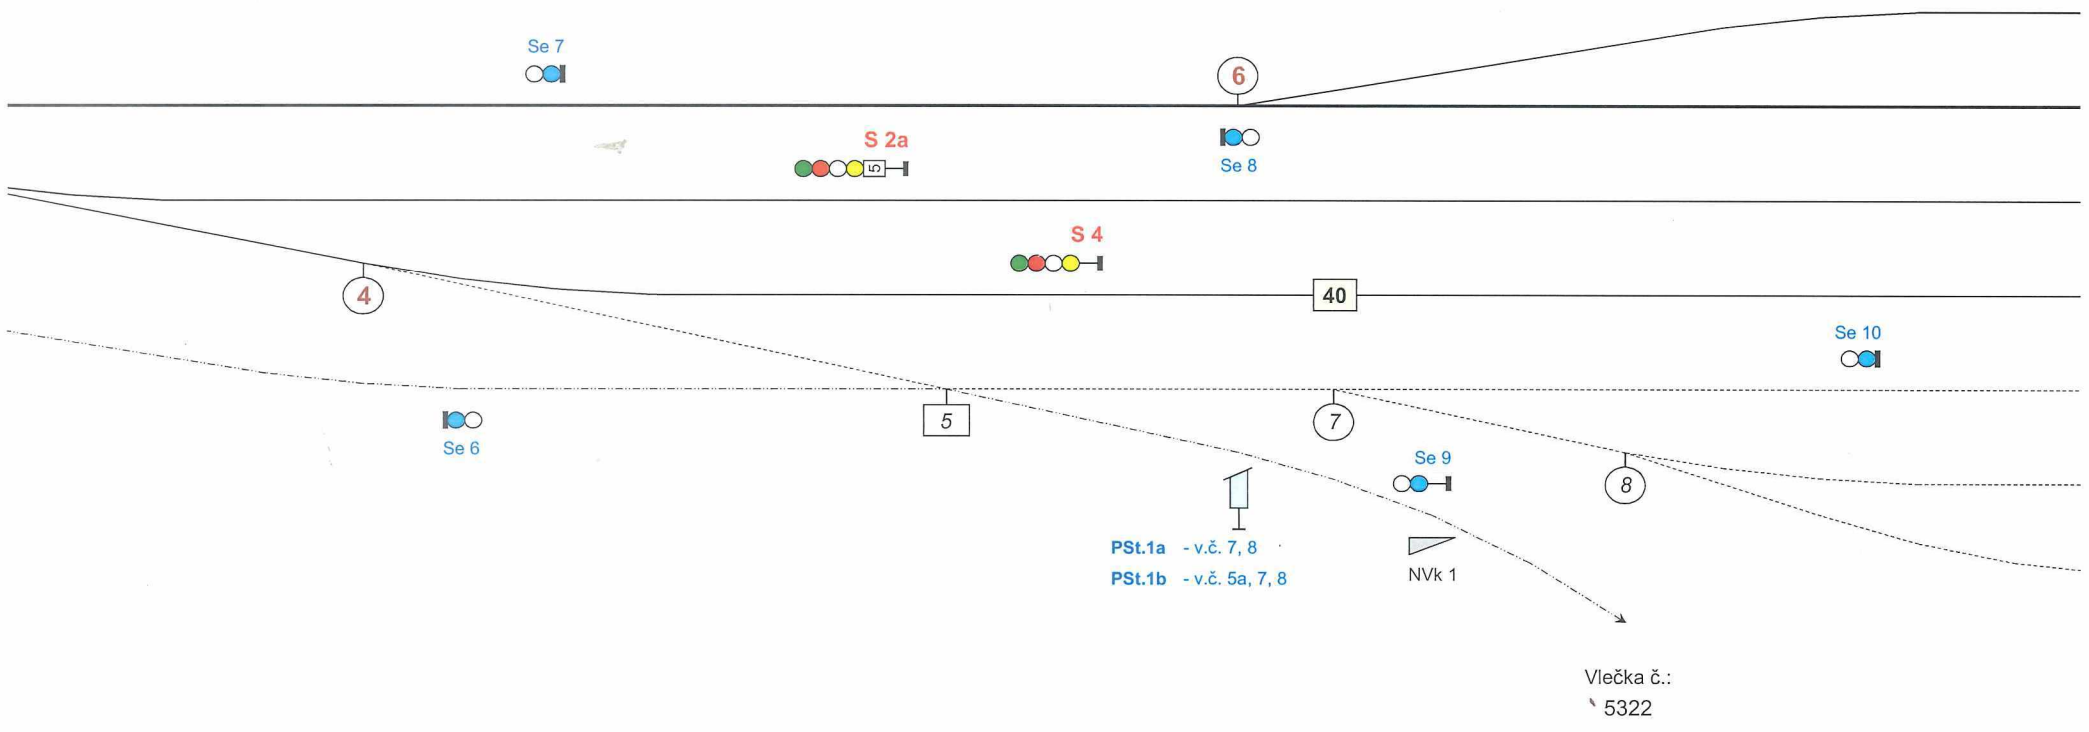 Se 7
6
S 2a
5
Se 8
S 4
4
40
Se 10
5
7
Se 6
Se 9
8
PSt.1a - v.č. 7, 8
PSt.1b - v.č. 5a, 7, 8
NVk 1
Vlečka č.:
5322